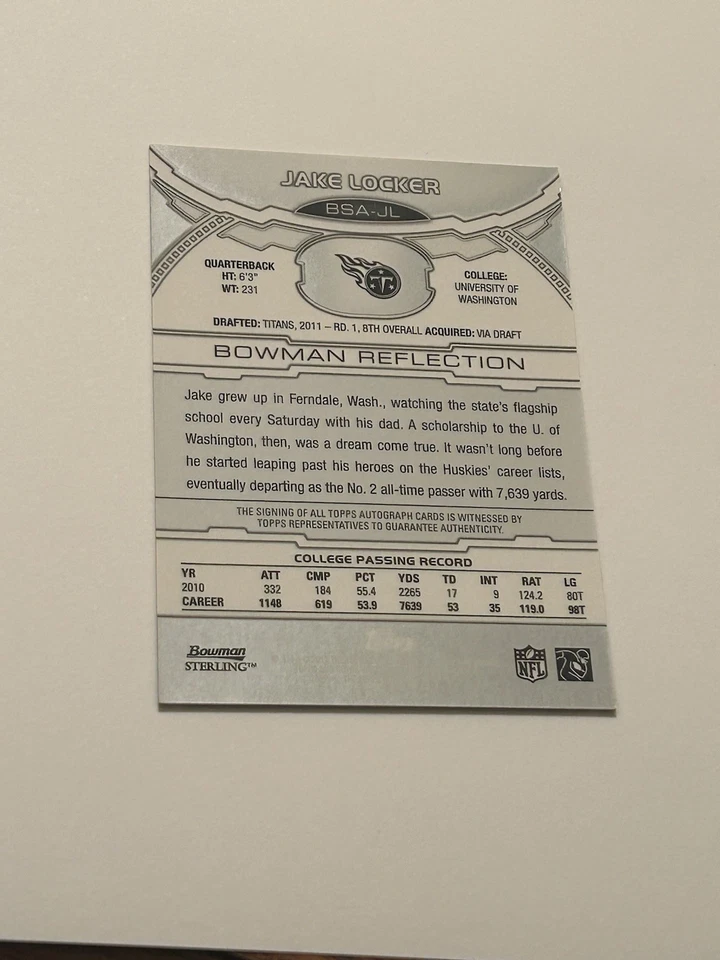 JAKE LOCKER
BSA-JL
QUARTERBACK
HT: 6'3"
WT: 231
COLLEGE:
UNIVERSITY OF
WASHINGTON
DRAFTED: TITANS, 2011 – RD. 1, 8TH OVERALL ACQUIRED: VIA DRAFT
BOWMAN REFLECTION
Jake grew up in Ferndale, Wash., watching the state's flagship
school every Saturday with his dad. A scholarship to the U. of
Washington, then, was a dream come true. It wasn't long before
he started leaping past his heroes on the Huskies' career lists,
eventually departing as the No. 2 all-time passer with 7,639 yards.
THE SIGNING OF ALL TOPPS AUTOGRAPH CARDS IS WITNESSED BY
TOPPS REPRESENTATIVES TO GUARANTEE AUTHENTICITY.
COLLEGE PASSING RECORD
YR ATT CMP PCT YDS TD INT RAT LG
2010 332 184 55.4 2265 17 9 124.2 80T
CAREER 1148 619 53.9 7639 53 35 119.0 98T
Bowman
STERLING™
NFL